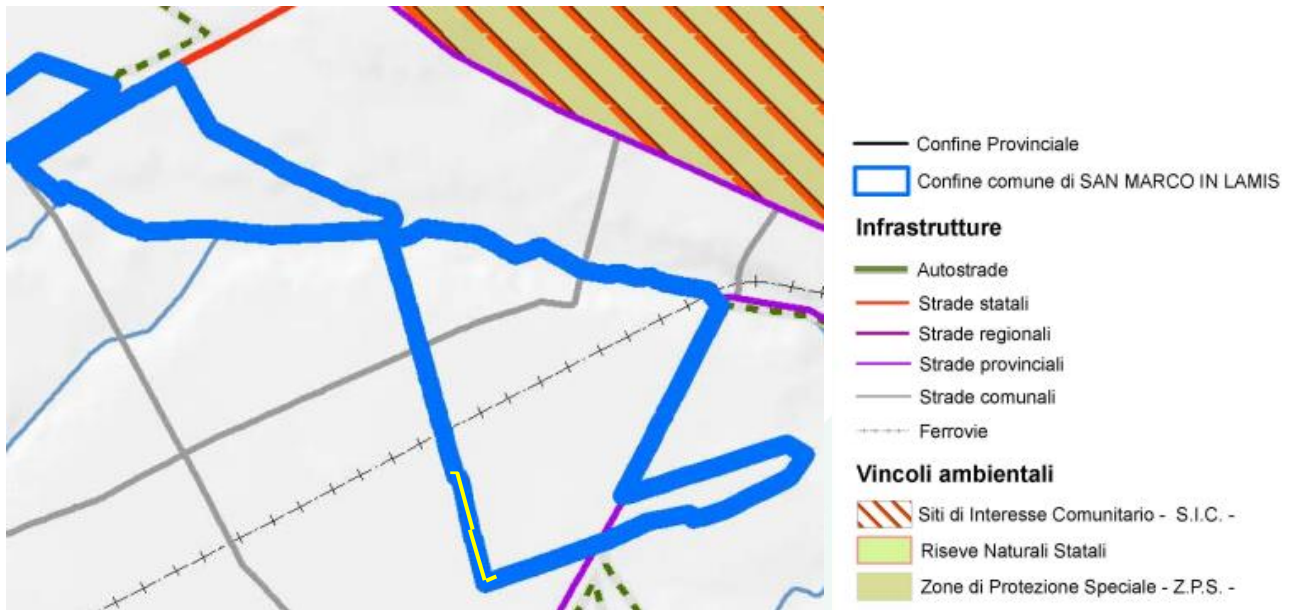 Confine Provinciale
Confine comune di SAN MARCO IN LAMIS
Infrastrutture
Autostrade
Strade statali
Strade regionali
Strade provinciali
Strade comunali
Ferrovie
Vincoli ambientali
Siti di Interesse Comunitario - S.I.C. -
Riseve Naturali Statali
Zone di Protezione Speciale - Z.P.S. -